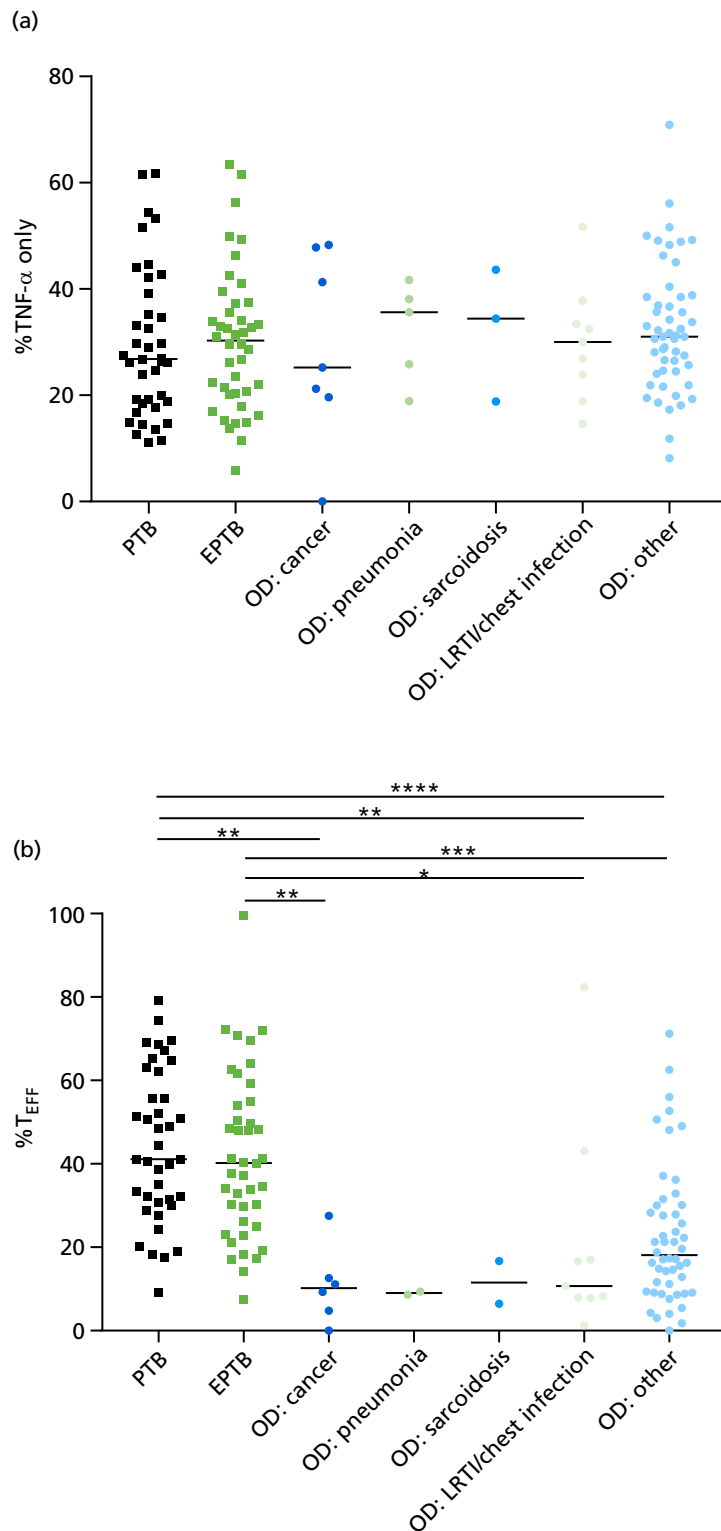 (a)
80
60
40
20
0
%TNF-α only
PTB
EPTB
OD: cancer
OD: pneumonia
OD: sarcoidosis
OD: LRTI/chest infection
OD: other
****
**
**
(b)
***
*
**
100
80
60
40
20
0
%TEFF
PTB
EPTB
OD: cancer
OD: pneumonia
OD: sarcoidosis
OD: LRTI/chest infection
OD: other